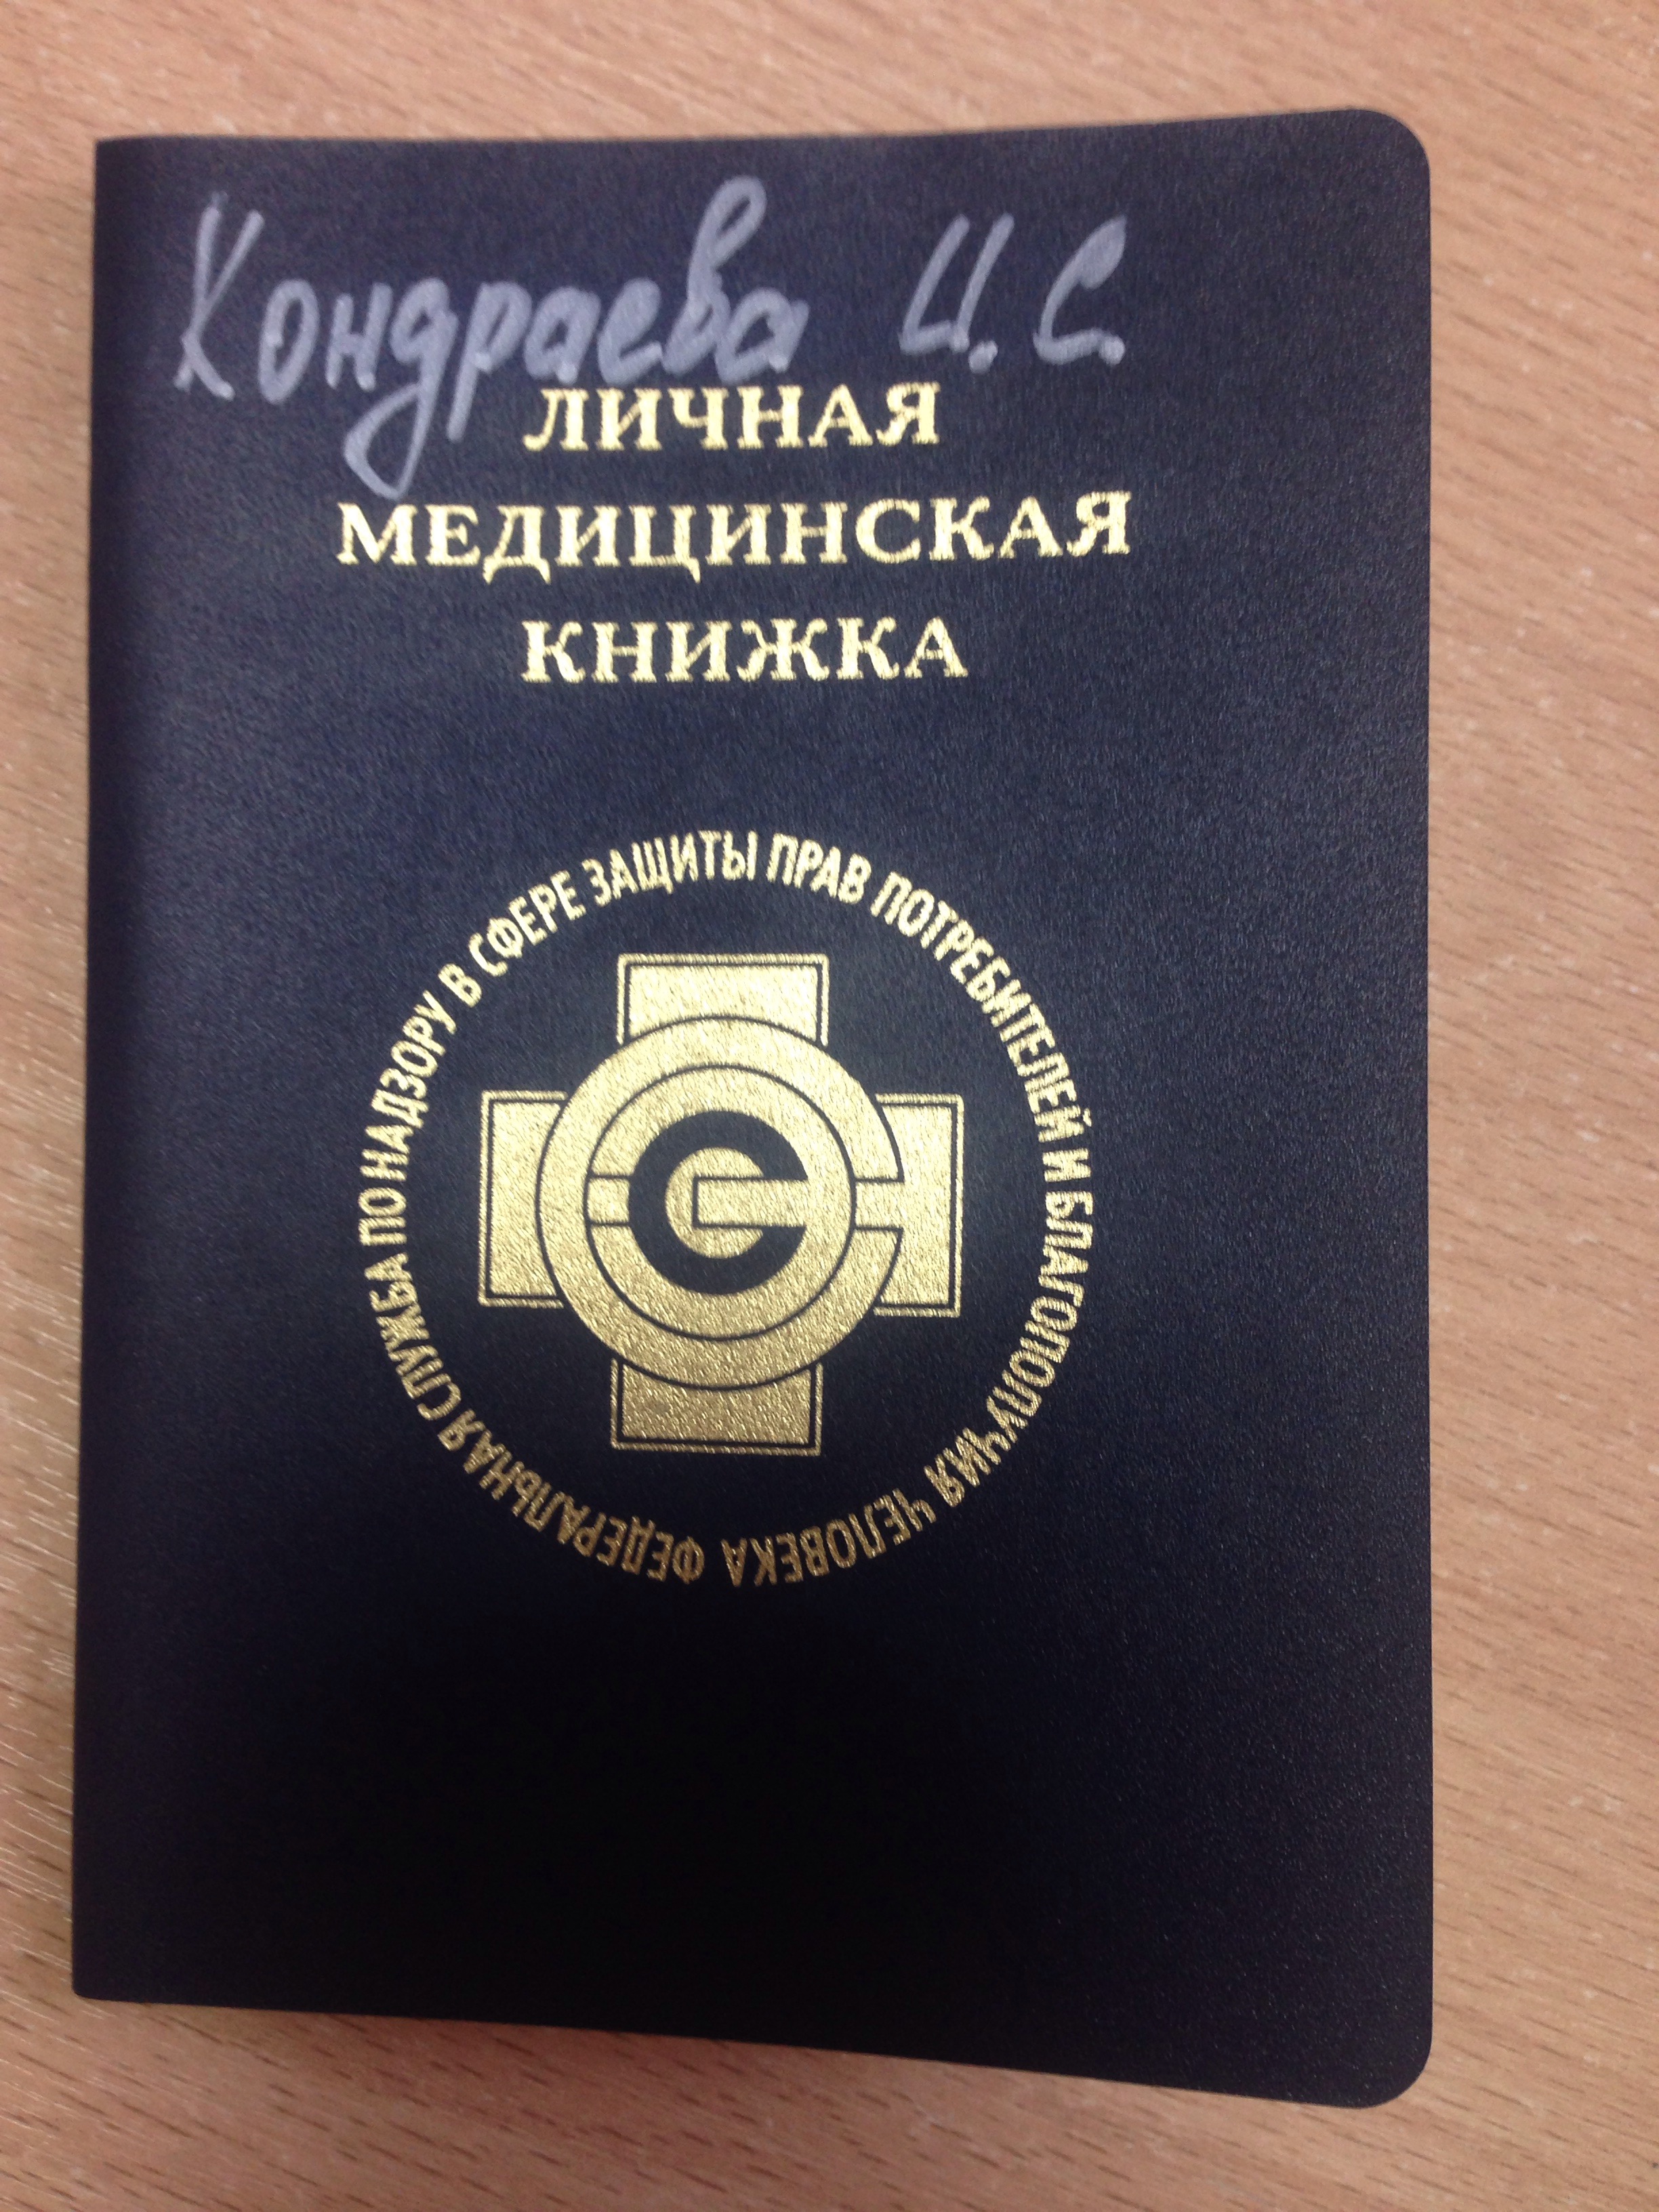 Кондраева И. С.
ЛИЧНАЯ
МЕДИЦИНСКАЯ
КНИЖКА
ФЕДЕРАЛЬНАЯ СЛУЖБА ПО НАДЗОРУ В СФЕРЕ ЗАЩИТЫ ПРАВ ПОТРЕБИТЕЛЕЙ И БЛАГОПОЛУЧИЯ ЧЕЛОВЕКА